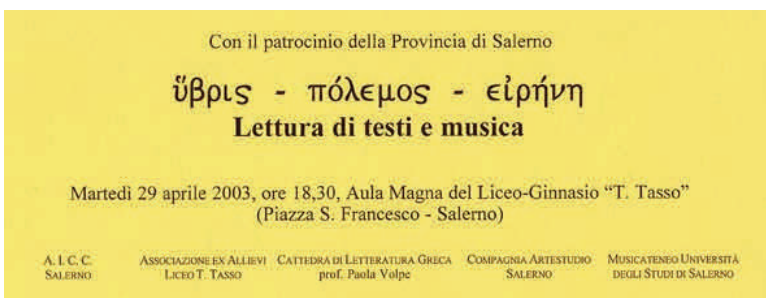 Con il patrocinio della Provincia di Salerno
ὕβρις - πόλεμος - εἰρήνη
Lettura di testi e musica
Martedì 29 aprile 2003, ore 18,30, Aula Magna del Liceo-Ginnasio “T. Tasso”
(Piazza S. Francesco - Salerno)
A. I. C. C. ASSOCIAZIONE EX ALLIEVI CATTEDRA DI LETTERATURA GRECA COMPAGNIA ARTESTUDIO MUSICATENEO UNIVERSITÀ
SALERNO LICEO T. TASSO prof. Paola Volpe SALERNO DEGLI STUDI DI SALERNO